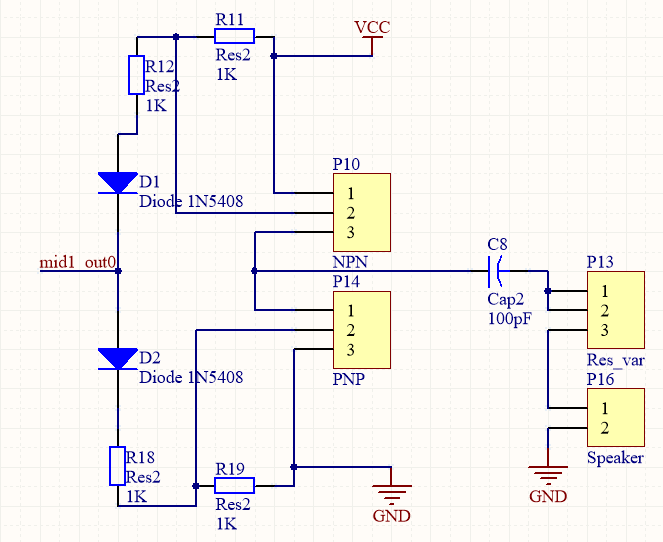 R11
Res2
1K
VCC
R12
Res2
1K
D1
Diode 1N5408
P10
1
2
3
NPN
mid1_out0
C8
Cap2
100pF
P13
1
2
3
Res_var
P14
1
2
3
PNP
D2
Diode 1N5408
P16
1
2
Speaker
R18
Res2
1K
R19
Res2
1K
GND
GND